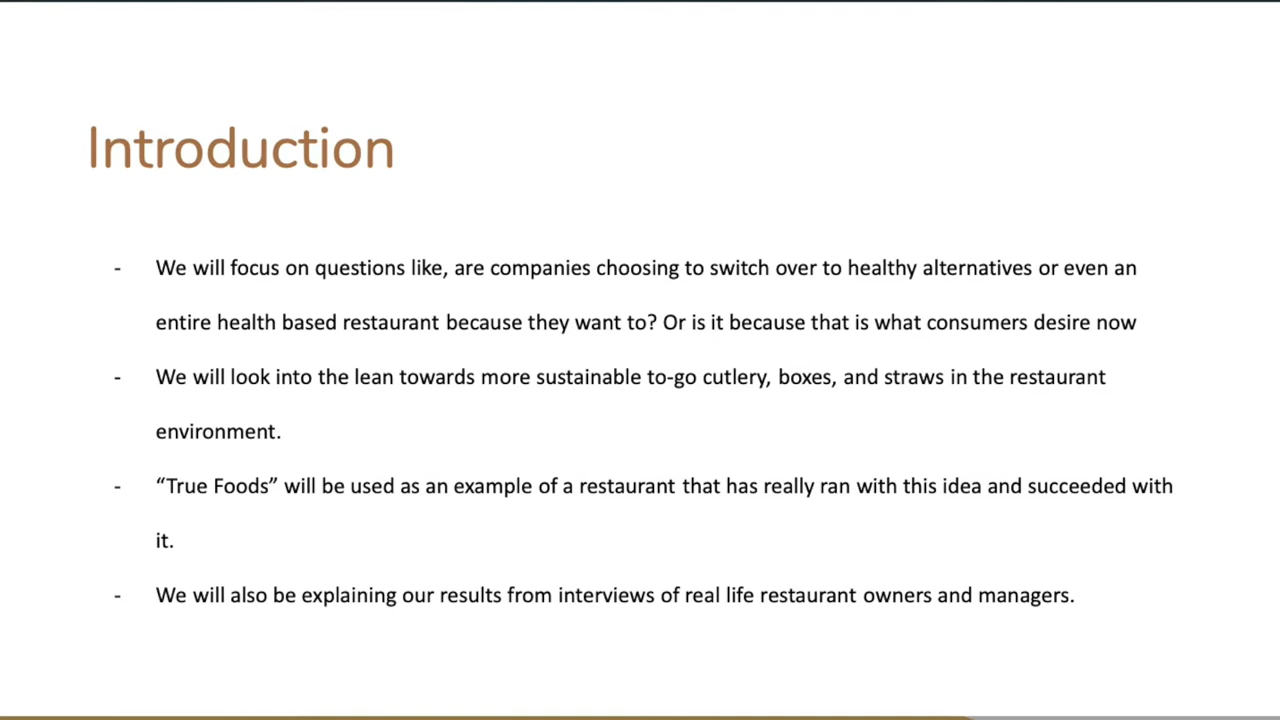 Introduction
- We will focus on questions like, are companies choosing to switch over to healthy alternatives or even an
entire health based restaurant because they want to? Or is it because that is what consumers desire now
- We will look into the lean towards more sustainable to-go cutlery, boxes, and straws in the restaurant
environment.
- “True Foods” will be used as an example of a restaurant that has really ran with this idea and succeeded with
it.
- We will also be explaining our results from interviews of real life restaurant owners and managers.